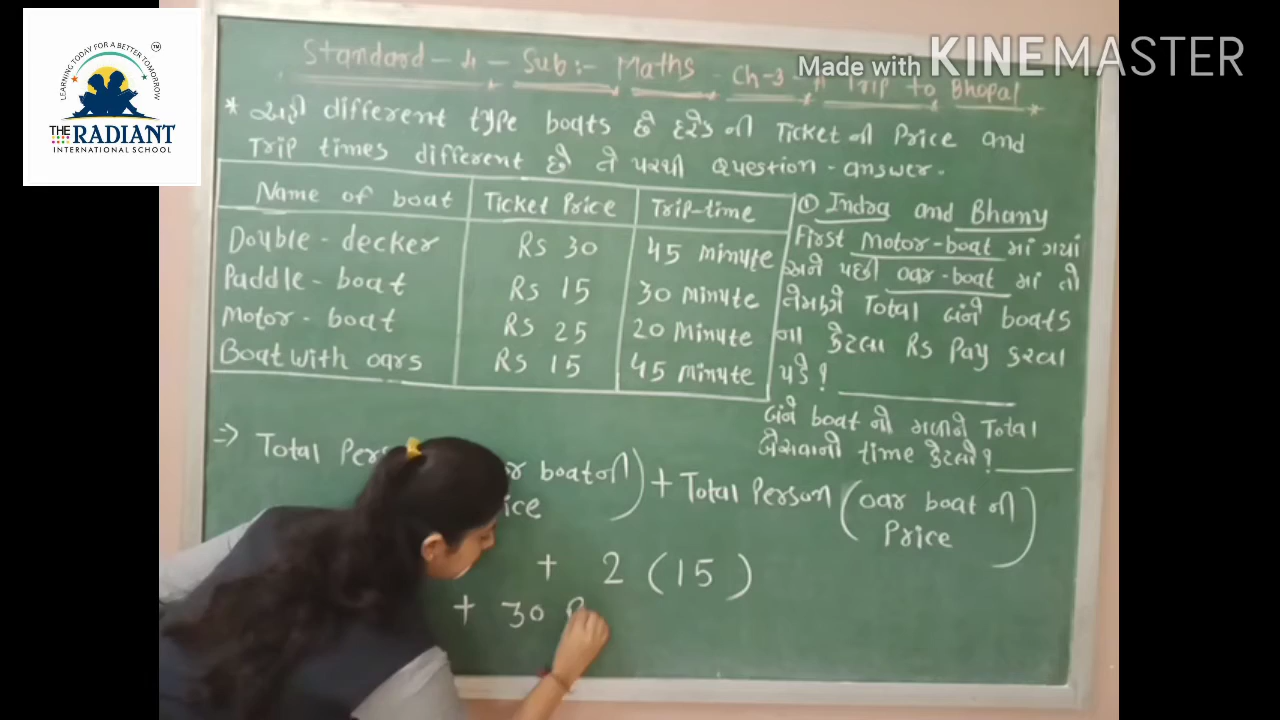 LEARNING TODAY FOR A BETTER TOMORROW
THE RADIANT
INTERNATIONAL SCHOOL
Made with KINEMASTER
Standard - 4 - Sub:- Maths - Ch-3 - A Trip to Bhopal
* અહી different type boats છે દરેક ની Ticket ની Price and
Trip times different છે તે પરથી question-answer.
Name of boat Ticket Price Trip-time
Double-decker Rs 30 45 minute
Paddle-boat Rs 15 30 minute
Motor-boat Rs 25 20 minute
Boat with oars Rs 15 45 minute
① Indra and Bhanu
First Motor-boat માં ગયાં
અને પછી oar-boat માં તો
તેમણે Total બંને boats
ના કેટલા Rs Pay કરવા
પડે?
બંને boat નો મળીને Total
બેસવાનો time કેટલો?
⇒ Total Per boat ની ) + Total Person ( oar boat ની
ice Price )
+ 2 (15)
+ 30